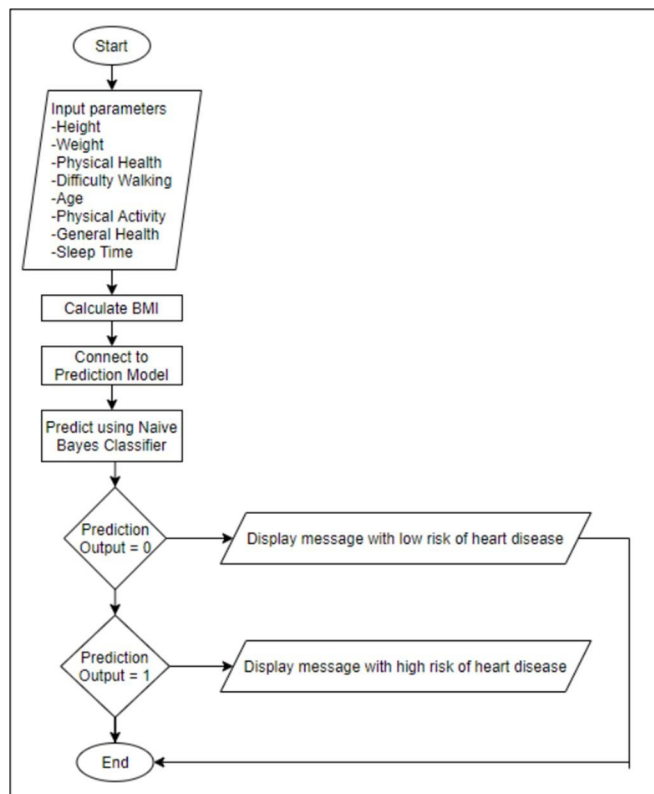 Start
Input parameters
-Height
-Weight
-Physical Health
-Difficulty Walking
-Age
-Physical Activity
-General Health
-Sleep Time
Calculate BMI
Connect to
Prediction Model
Predict using Naive
Bayes Classifier
Prediction
Output = 0
Display message with low risk of heart disease
Prediction
Output = 1
Display message with high risk of heart disease
End